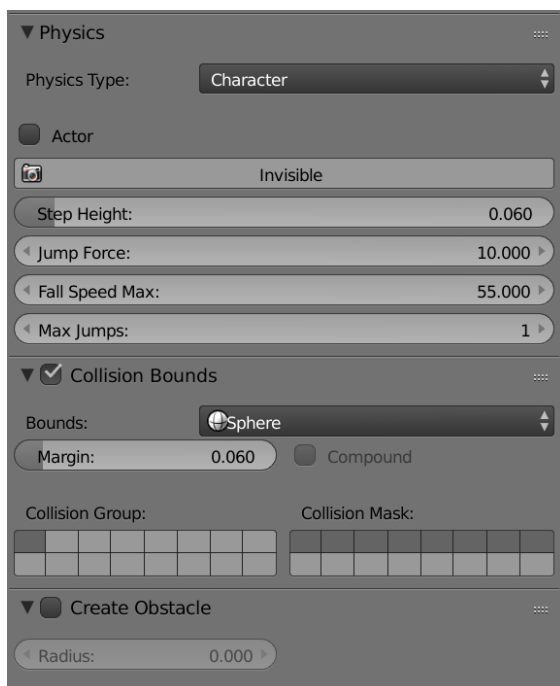 Physics
Physics Type: Character
Actor
Invisible
Step Height: 0.060
Jump Force: 10.000
Fall Speed Max: 55.000
Max Jumps: 1
Collision Bounds
Bounds: Sphere
Margin: 0.060 Compound
Collision Group: Collision Mask:
Create Obstacle
Radius: 0.000